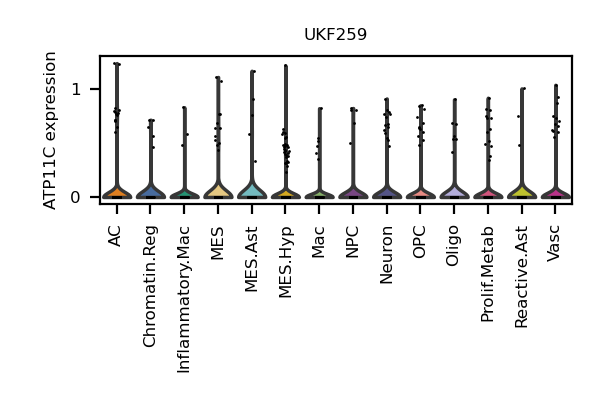 UKF259
ATP11C expression
1
0
AC
Chromatin.Reg
Inflammatory.Mac
MES
MES.Ast
MES.Hyp
Mac
NPC
Neuron
OPC
Oligo
Prolif.Metab
Reactive.Ast
Vasc